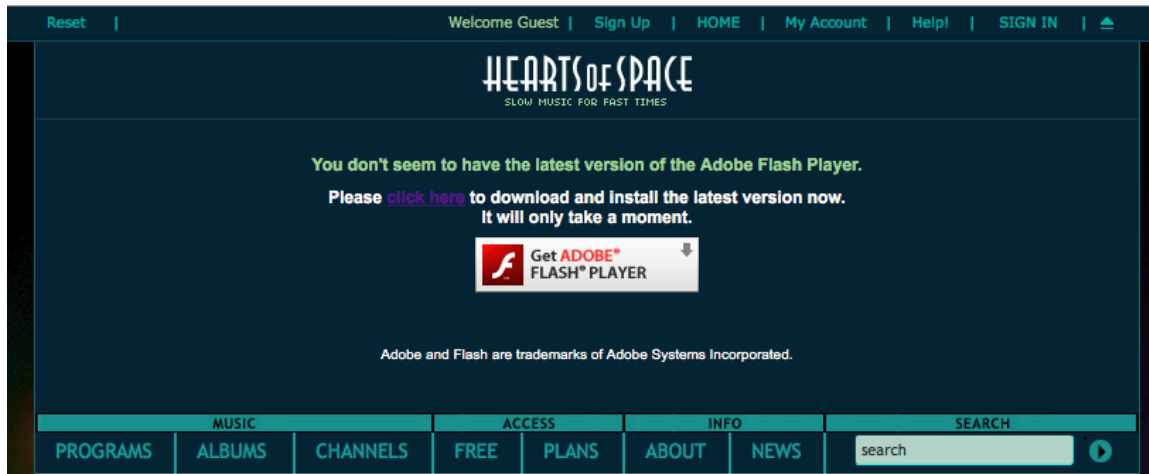 Reset |
Welcome Guest | Sign Up | HOME | My Account | Help! | SIGN IN |
HEARTS OF SPACE
SLOW MUSIC FOR FAST TIMES
You don't seem to have the latest version of the Adobe Flash Player.
Please click here to download and install the latest version now.
It will only take a moment.
Get ADOBE®
FLASH® PLAYER
Adobe and Flash are trademarks of Adobe Systems Incorporated.
MUSIC ACCESS INFO SEARCH
PROGRAMS ALBUMS CHANNELS FREE PLANS ABOUT NEWS search